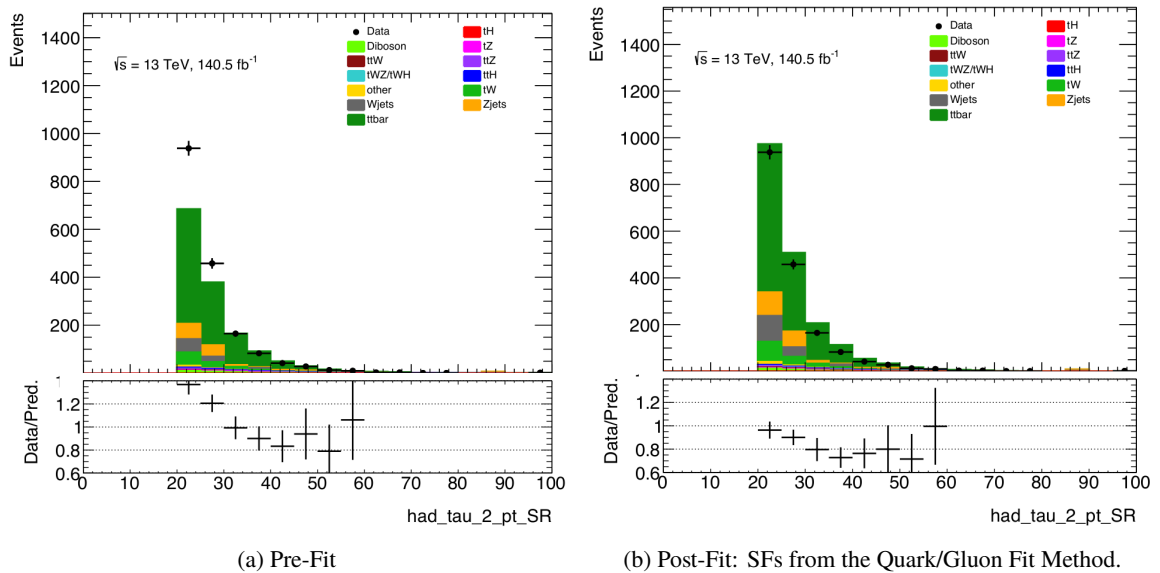 Events
1400
1200
1000
800
600
400
200
√s = 13 TeV, 140.5 fb⁻¹
Data
Diboson
ttW
tWZ/tWH
other
Wjets
ttbar
tH
tZ
ttZ
ttH
tW
Zjets
Data/Pred.
1.2
1
0.8
0.6
0 10 20 30 40 50 60 70 80 90 100
had_tau_2_pt_SR
(a) Pre-Fit
Events
1400
1200
1000
800
600
400
200
√s = 13 TeV, 140.5 fb⁻¹
Data
Diboson
ttW
tWZ/tWH
other
Wjets
ttbar
tH
tZ
ttZ
ttH
tW
Zjets
Data/Pred.
1.2
1
0.8
0.6
0 10 20 30 40 50 60 70 80 90 100
had_tau_2_pt_SR
(b) Post-Fit: SFs from the Quark/Gluon Fit Method.